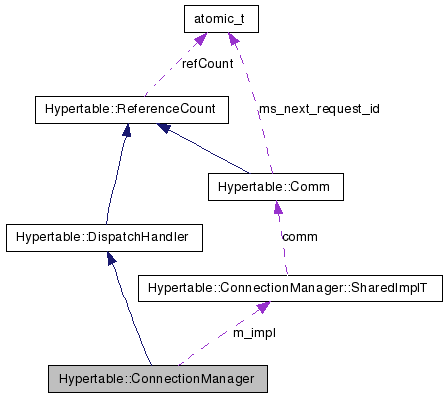 atomic_t
refCount
Hypertable::ReferenceCount
ms_next_request_id
Hypertable::Comm
Hypertable::DispatchHandler
comm
Hypertable::ConnectionManager::SharedImplT
m_impl
Hypertable::ConnectionManager